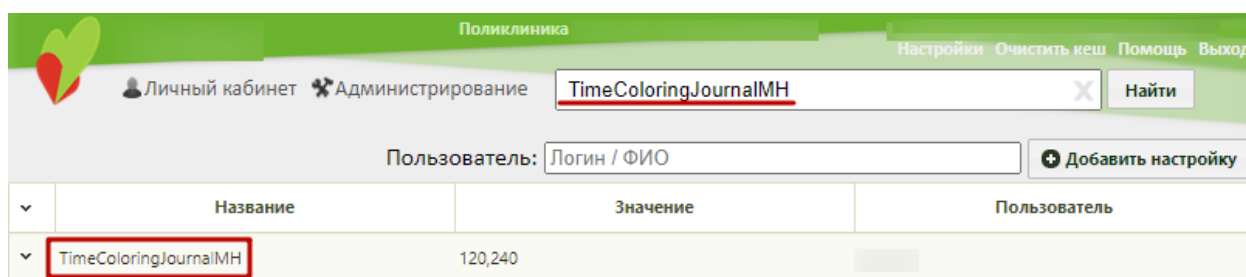 Поликлиника
Настройки Очистить кеш Помощь Выход
Личный кабинет Администрирование TimeColoringJournalMH X Найти
Пользователь: Логин / ФИО Добавить настройку
Название Значение Пользователь
TimeColoringJournalMH 120,240